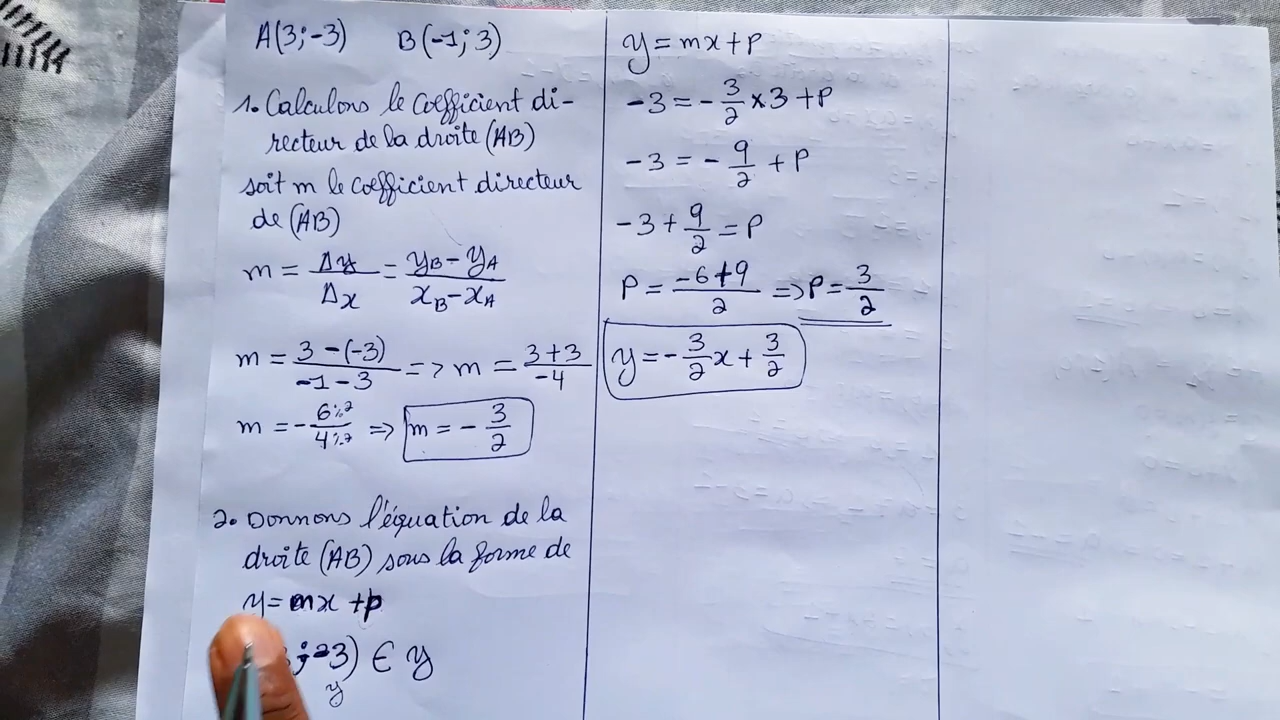 A(3;-3) B(-1;3)
1. Calculons le coefficient di-
recteur de la droite (AB)
soit m le coefficient directeur
de (AB)
m = Δy/Δx = (yB - yA)/(xB - xA)
m = (3-(-3))/(-1-3) => m = (3+3)/(-4)
m = -(6÷2)/(4÷2) => m = -3/2
2. Donnons l'équation de la
droite (AB) sous la forme de
y = mx + p
;-3) ∈ y
y
y = mx + p
-3 = -3/2 × 3 + p
-3 = -9/2 + p
-3 + 9/2 = p
p = (-6+9)/2 => p = 3/2
y = -3/2 x + 3/2